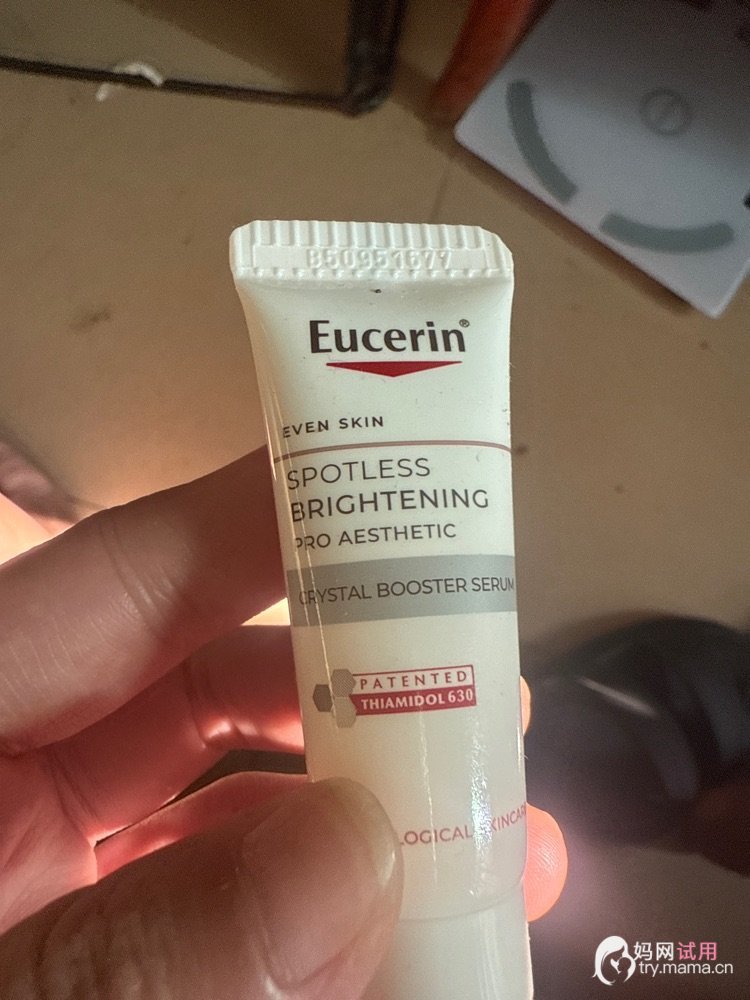 B50951677
Eucerin®
EVEN SKIN
SPOTLESS
BRIGHTENING
PRO AESTHETIC
CRYSTAL BOOSTER SERUM
PATENTED
THIAMIDOL 630
LOGICAL SKINCARE
妈网试用
try.mama.cn